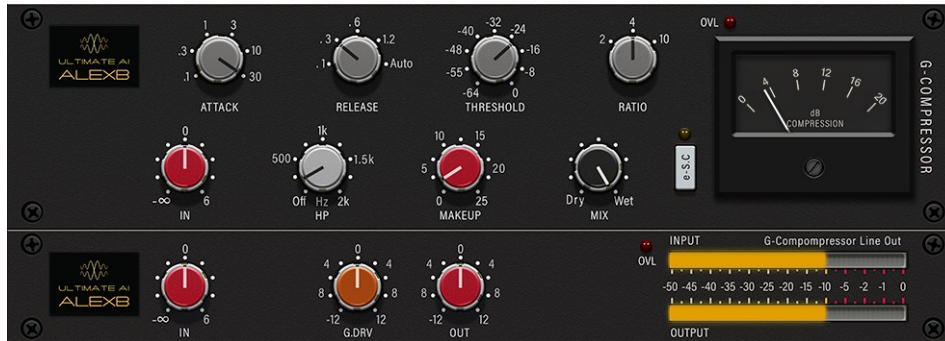 ULTIMATE AI
ALEXB
.1 .3 1 3 10 30
ATTACK
.1 .3 .6 1.2 Auto
RELEASE
-64 -55 -48 -40 -32 -24 -16 -8 0
THRESHOLD
2 4 10
RATIO
OVL
0 4 8 12 16 20
dB
COMPRESSION
G-COMPRESSOR
-∞ 0 6
IN
Off 500 1k 1.5k 2k
Hz
HP
0 5 10 15 20 25
MAKEUP
Dry Wet
MIX
e-S.C
ULTIMATE AI
ALEXB
-∞ 0 6
IN
-12 8 4 0 4 8 12
G.DRV
-12 8 4 0 4 8 12
OUT
OVL
INPUT G-Compompressor Line Out
-50 -45 -40 -35 -30 -25 -20 -15 -10 -5 -2 -1 0
OUTPUT